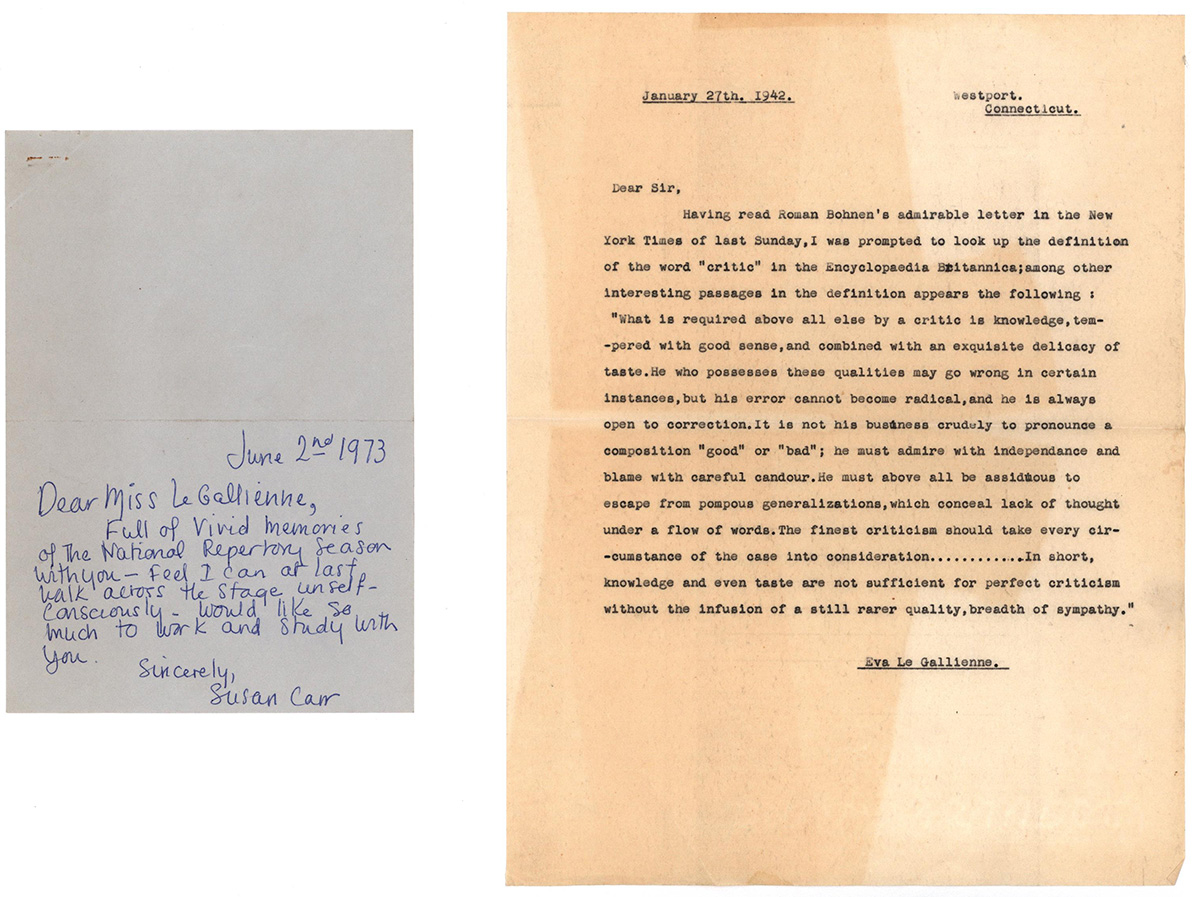 June 2nd 1973
Dear Miss Le Gallienne,
Full of Vivid Memories
of The National Repertory Season
with you – Feel I can at last
walk across the stage unself-
consciously – would like so
much to work and study with
you.
Sincerely,
Susan Carr
January 27th. 1942.
Westport.
Connecticut.
Dear Sir,
Having read Roman Bohnen's admirable letter in the New
York Times of last Sunday,I was prompted to look up the definition
of the word "critic" in the Encyclopaedia Britannica;among other
interesting passages in the definition appears the following :
"What is required above all else by a critic is knowledge,tem-
-pered with good sense,and combined with an exquisite delicacy of
taste.He who possesses these qualities may go wrong in certain
instances,but his error cannot become radical,and he is always
open to correction.It is not his business crudely to pronounce a
composition "good" or "bad"; he must admire with independance and
blame with careful candour.He must above all be assiduous to
escape from pompous generalizations,which conceal lack of thought
under a flow of words.The finest criticism should take every cir-
-cumstance of the case into consideration............In short,
knowledge and even taste are not sufficient for perfect criticism
without the infusion of a still rarer quality,breadth of sympathy."
Eva Le Gallienne.